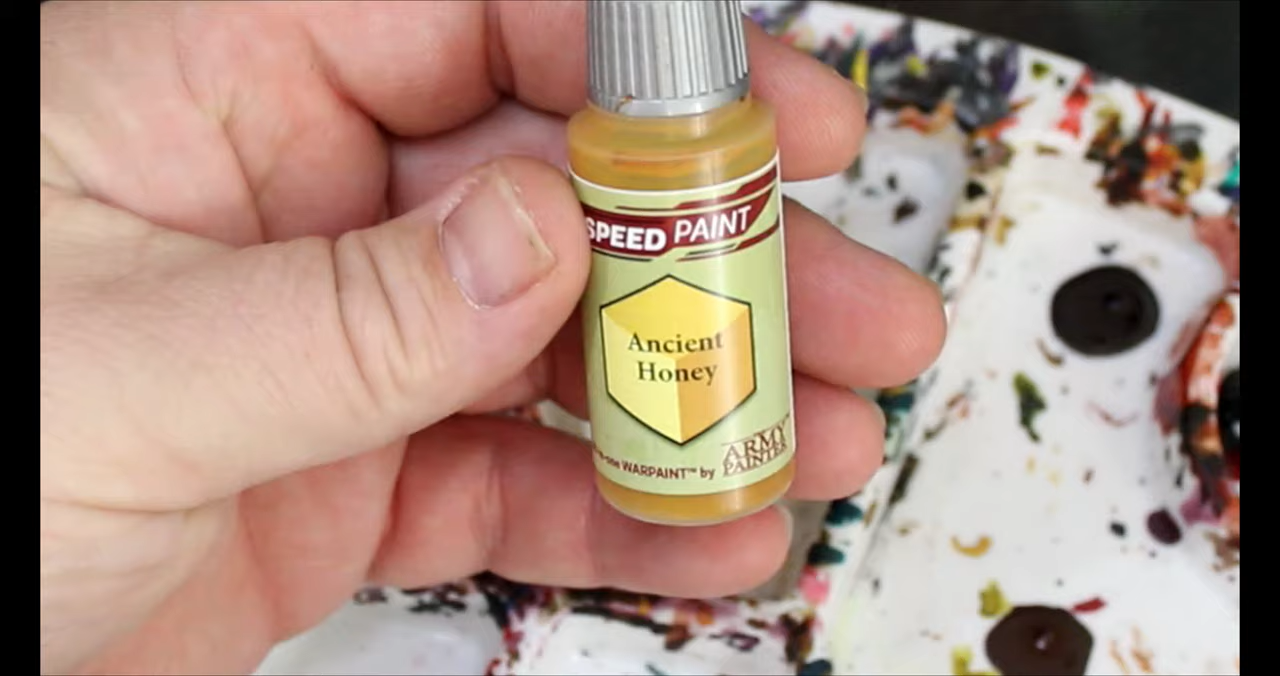 SPEED PAINT
Ancient
Honey
WARPAINT™ by
ARMY
PAINTER